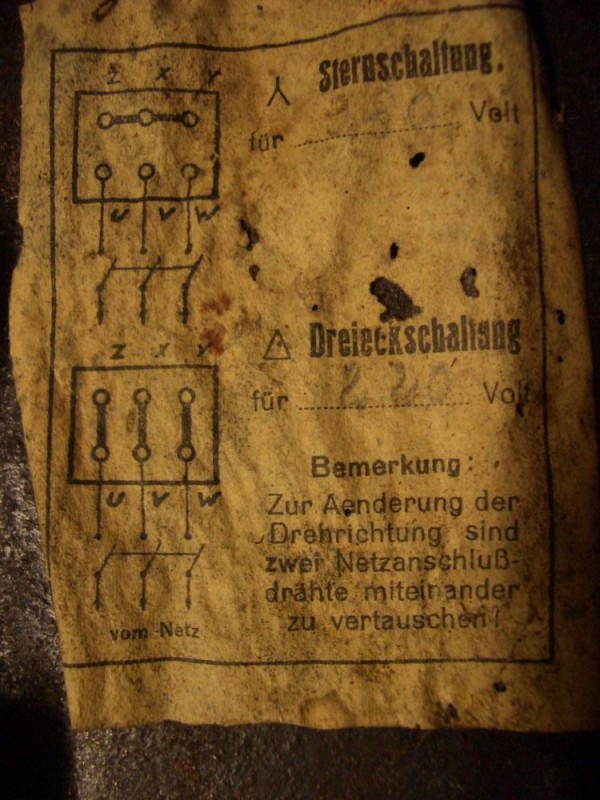 Z X Y
Sternschaltung.
für Volt
U V W
Z X Y
Dreieckschaltung
für 220 Volt
U V W
Bemerkung:
Zur Aenderung der
Drehrichtung sind
zwei Netzanschluß-
drähte miteinander
zu vertauschen!
vom Netz